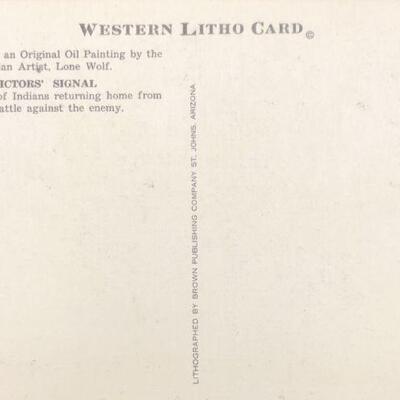 WESTERN LITHO CARD ©
an Original Oil Painting by the
an Artist, Lone Wolf.
ICTORS' SIGNAL
of Indians returning home from
attle against the enemy.
LITHOGRAPHED BY BROWN PUBLISHING COMPANY ST. JOHNS, ARIZONA